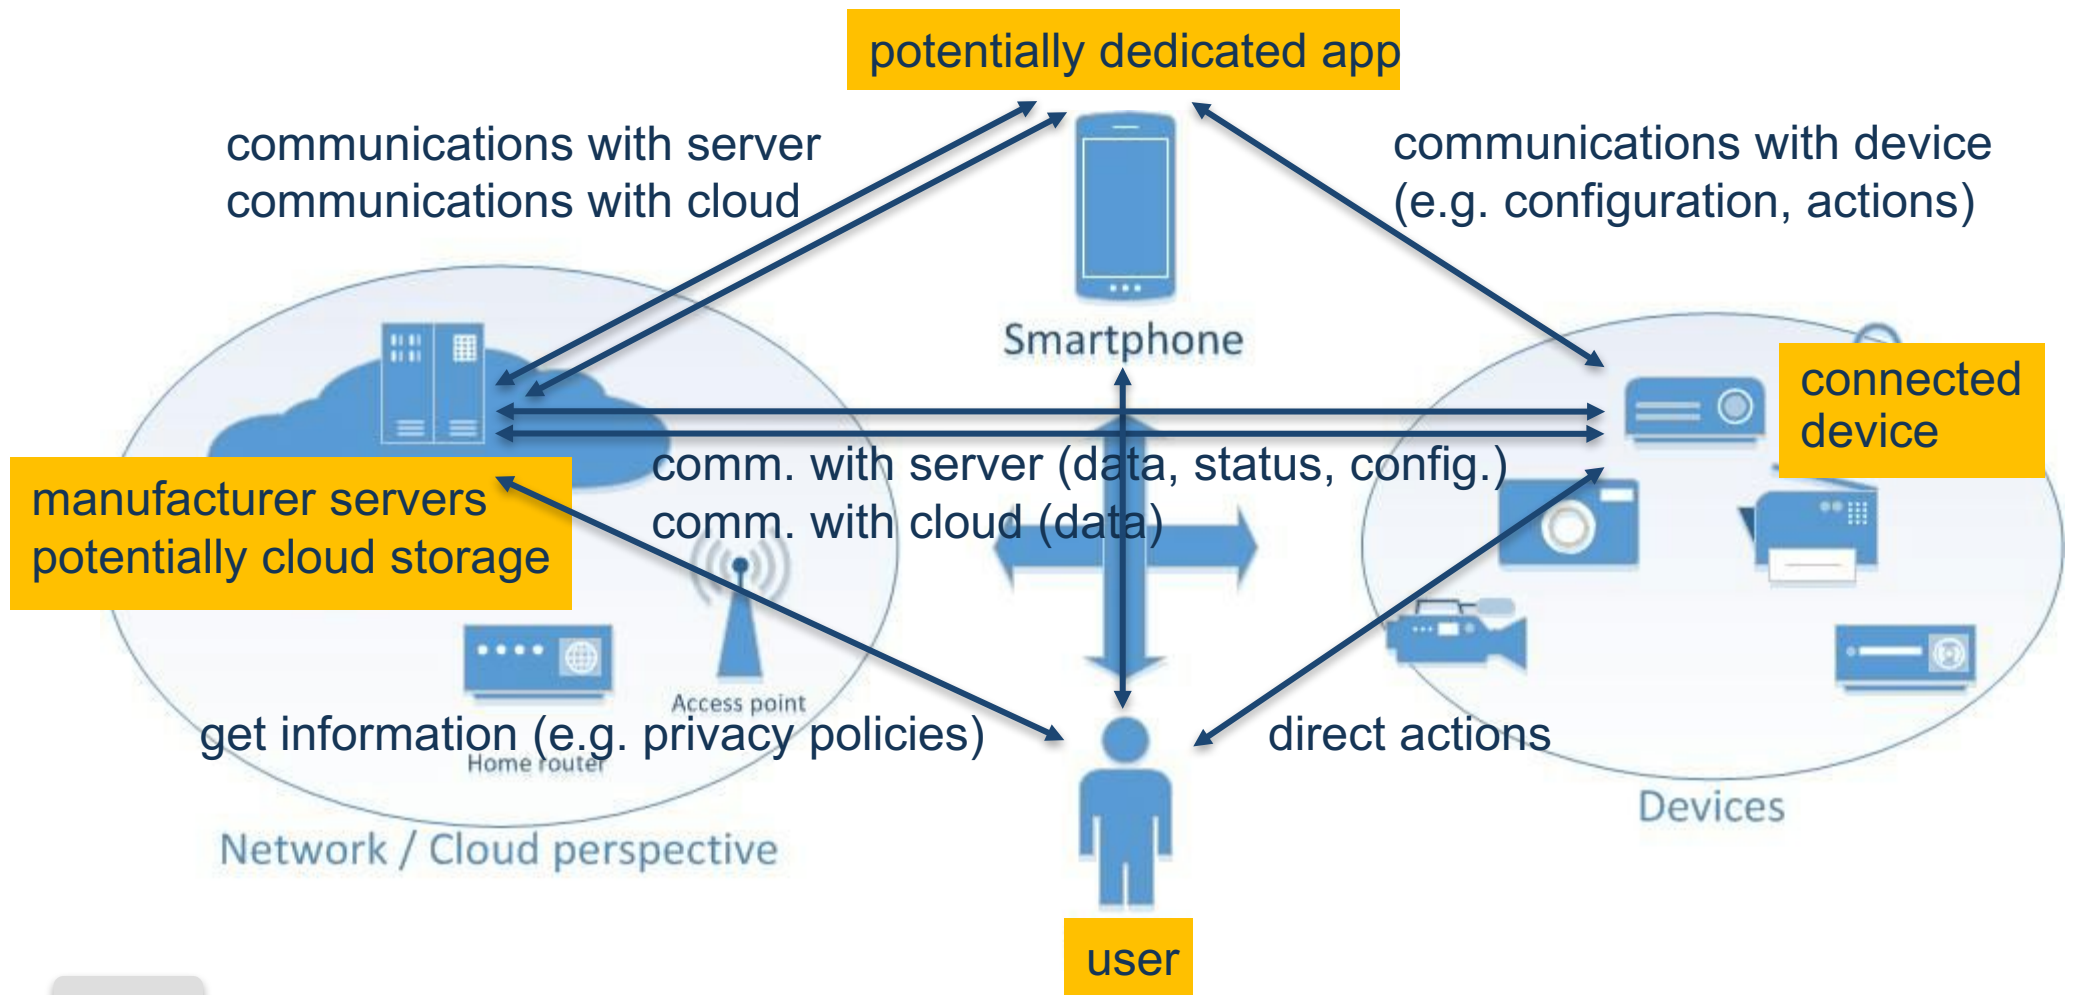 potentially dedicated app
communications with server
communications with cloud
communications with device
(e.g. configuration, actions)
Smartphone
connected
device
comm. with server (data, status, config.)
comm. with cloud (data)
manufacturer servers
potentially cloud storage
Access point
get information (e.g. privacy policies)
direct actions
Home router
Devices
Network / Cloud perspective
user